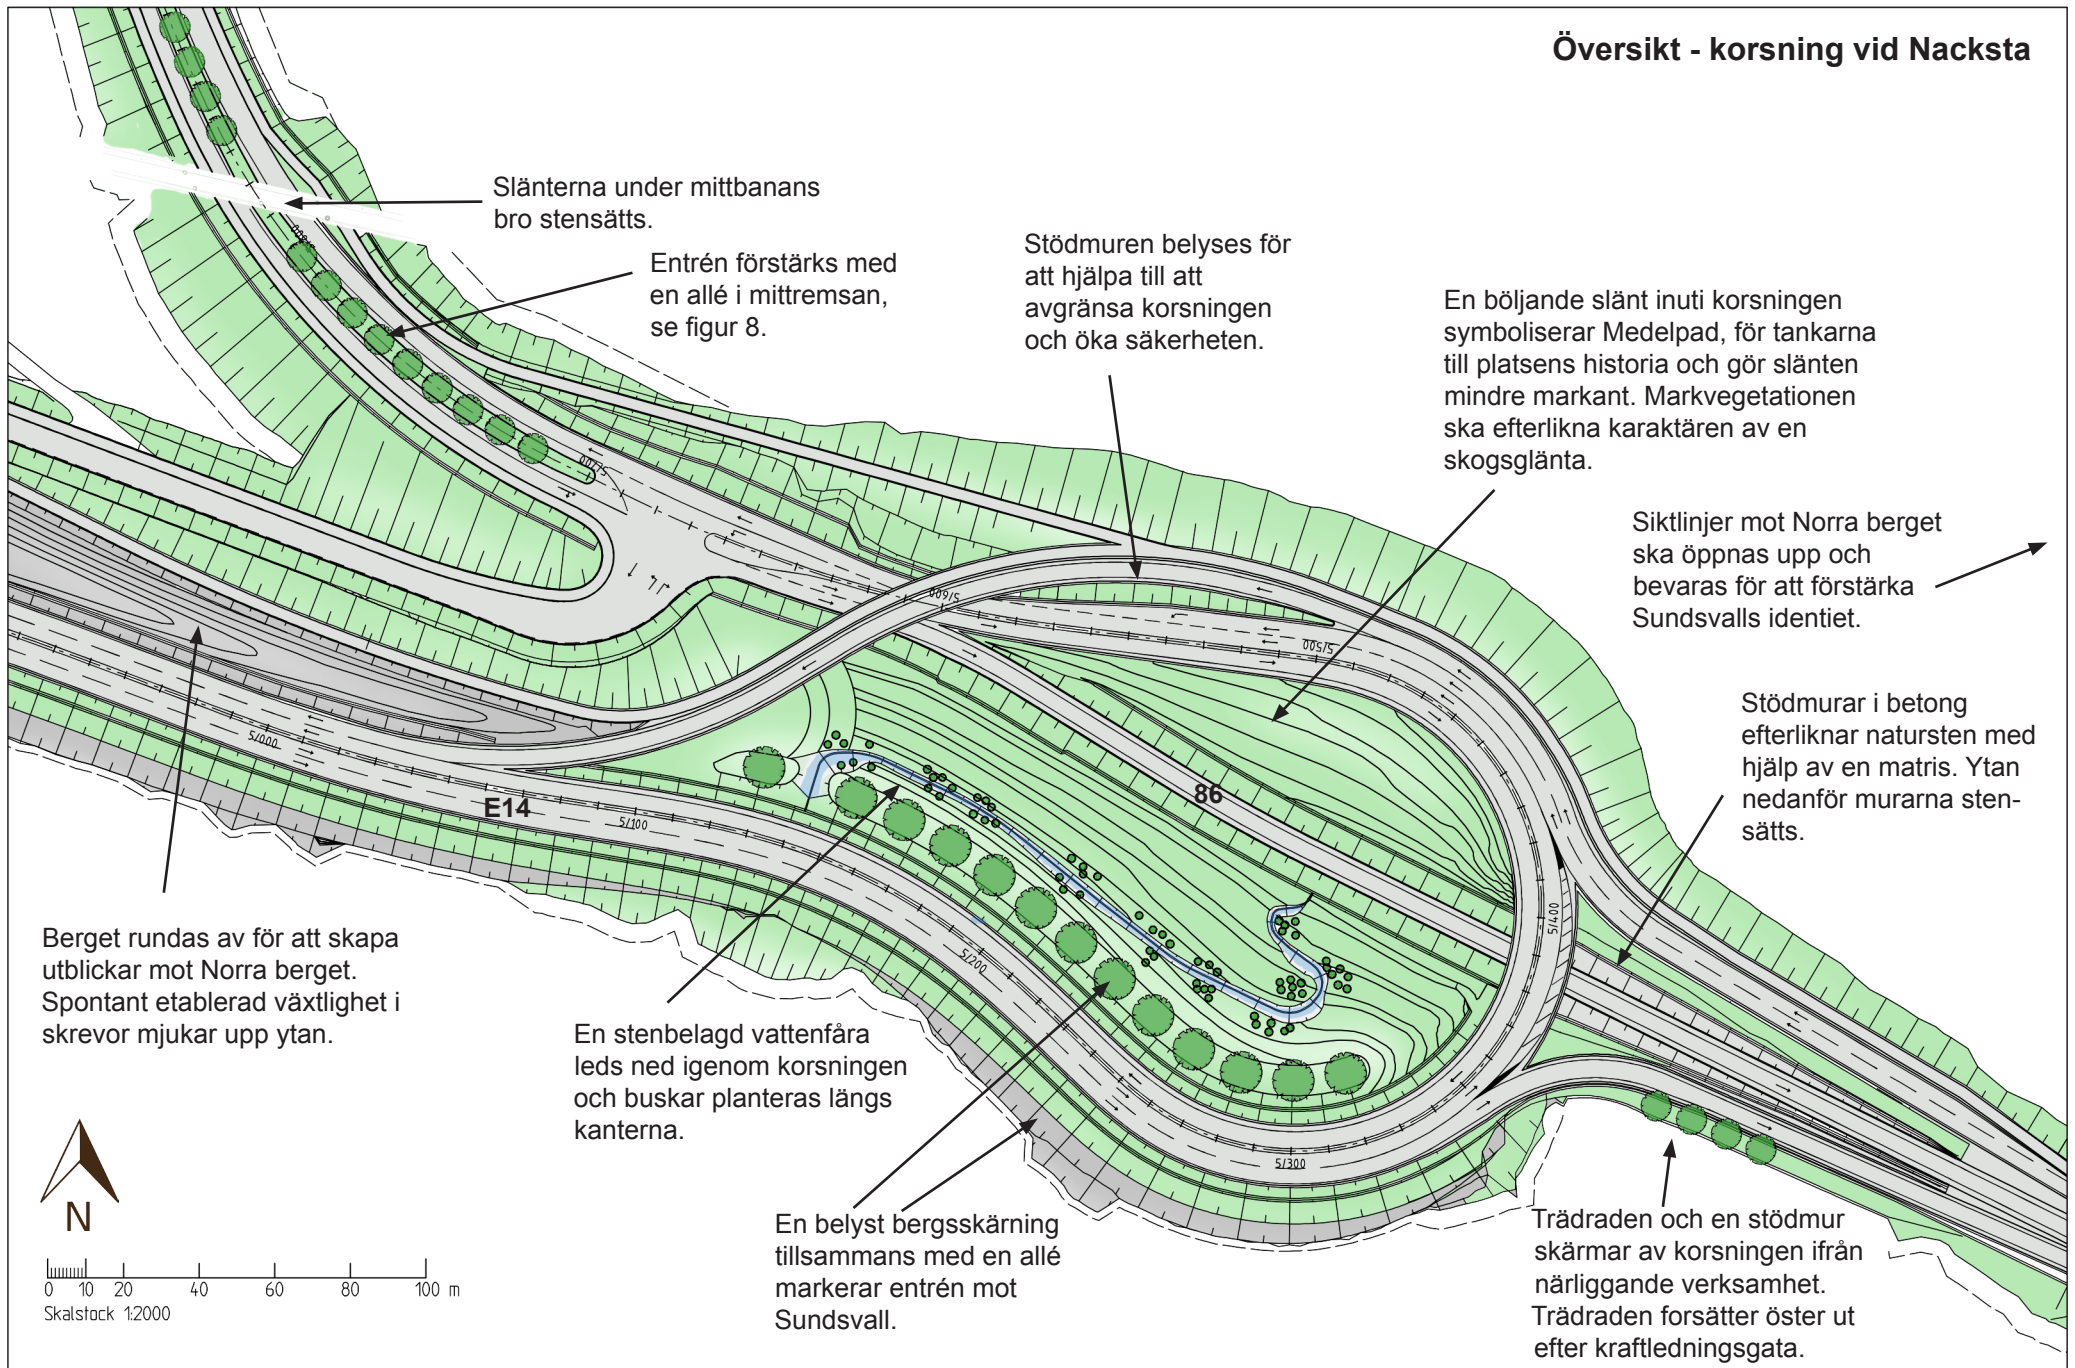 Översikt - korsning vid Nacksta
Slänterna under mittbanans
bro stensätts.
Entrén förstärks med
en allé i mittremsan,
se figur 8.
Stödmuren belyses för
att hjälpa till att
avgränsa korsningen
och öka säkerheten.
En böljande slänt inuti korsningen
symboliserar Medelpad, för tankarna
till platsens historia och gör slänten
mindre markant. Markvegetationen
ska efterlikna karaktären av en
skogsglänta.
Siktlinjer mot Norra berget
ska öppnas upp och
bevaras för att förstärka
Sundsvalls identiet.
Stödmurar i betong
efterliknar natursten med
hjälp av en matris. Ytan
nedanför murarna sten-
sätts.
5/700
5/600
5/500
5/000
E14
5/100
86
5/400
5/200
5/300
Berget rundas av för att skapa
utblickar mot Norra berget.
Spontant etablerad växtlighet i
skrevor mjukar upp ytan.
En stenbelagd vattenfåra
leds ned igenom korsningen
och buskar planteras längs
kanterna.
En belyst bergsskärning
tillsammans med en allé
markerar entrén mot
Sundsvall.
Trädraden och en stödmur
skärmar av korsningen ifrån
närliggande verksamhet.
Trädraden forsätter öster ut
efter kraftledningsgata.
N
0 10 20 40 60 80 100 m
Skalstock 1:2000